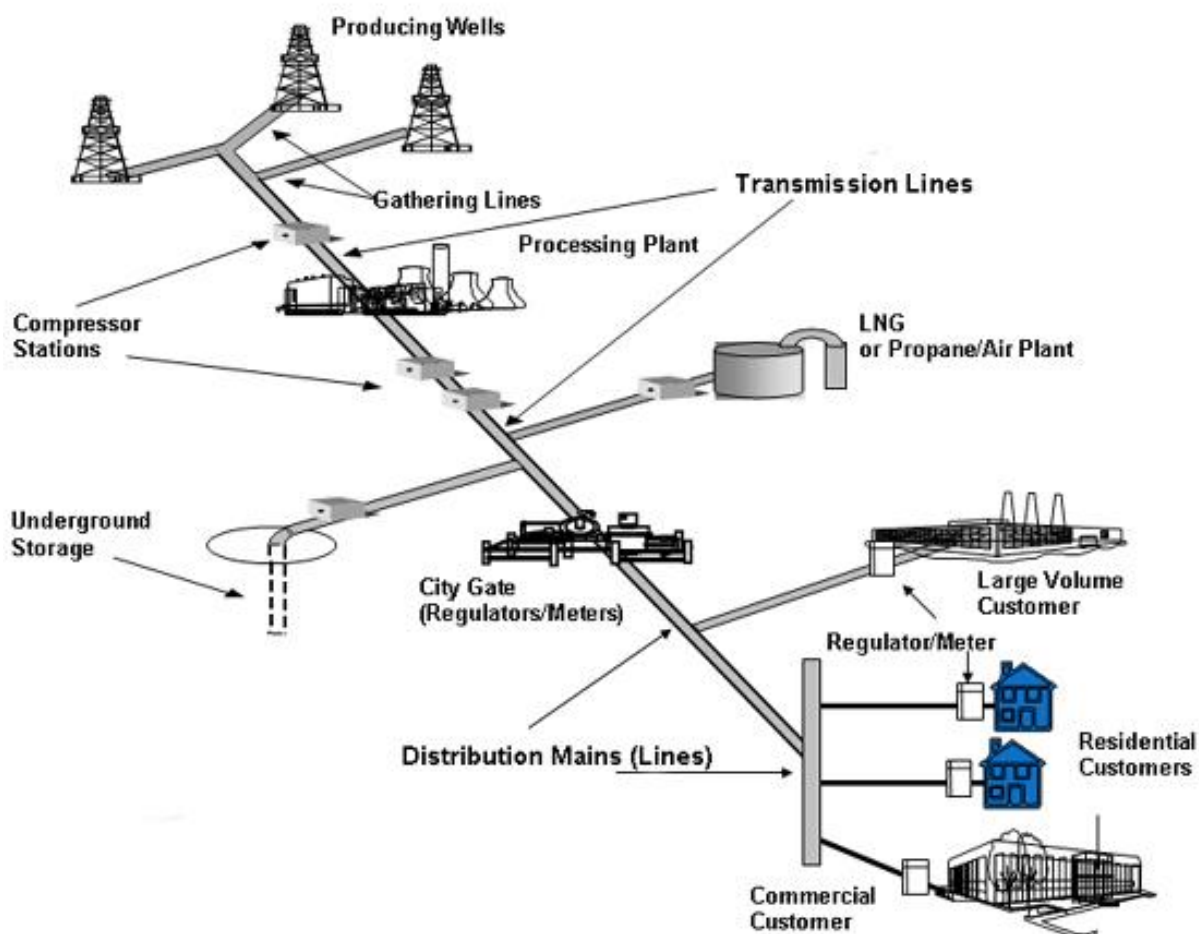 Producing Wells
Gathering Lines
Transmission Lines
Processing Plant
Compressor
Stations
LNG
or Propane/Air Plant
Underground
Storage
City Gate
(Regulators/Meters)
Large Volume
Customer
Regulator/Meter
Distribution Mains (Lines)
Residential
Customers
Commercial
Customer